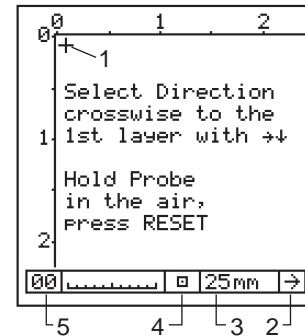 0 1 2
0
1
Select Direction
crosswise to the
1 1st layer with →↓
Hold Probe
in the air,
press RESET
2
00 25mm →
5 4 3 2